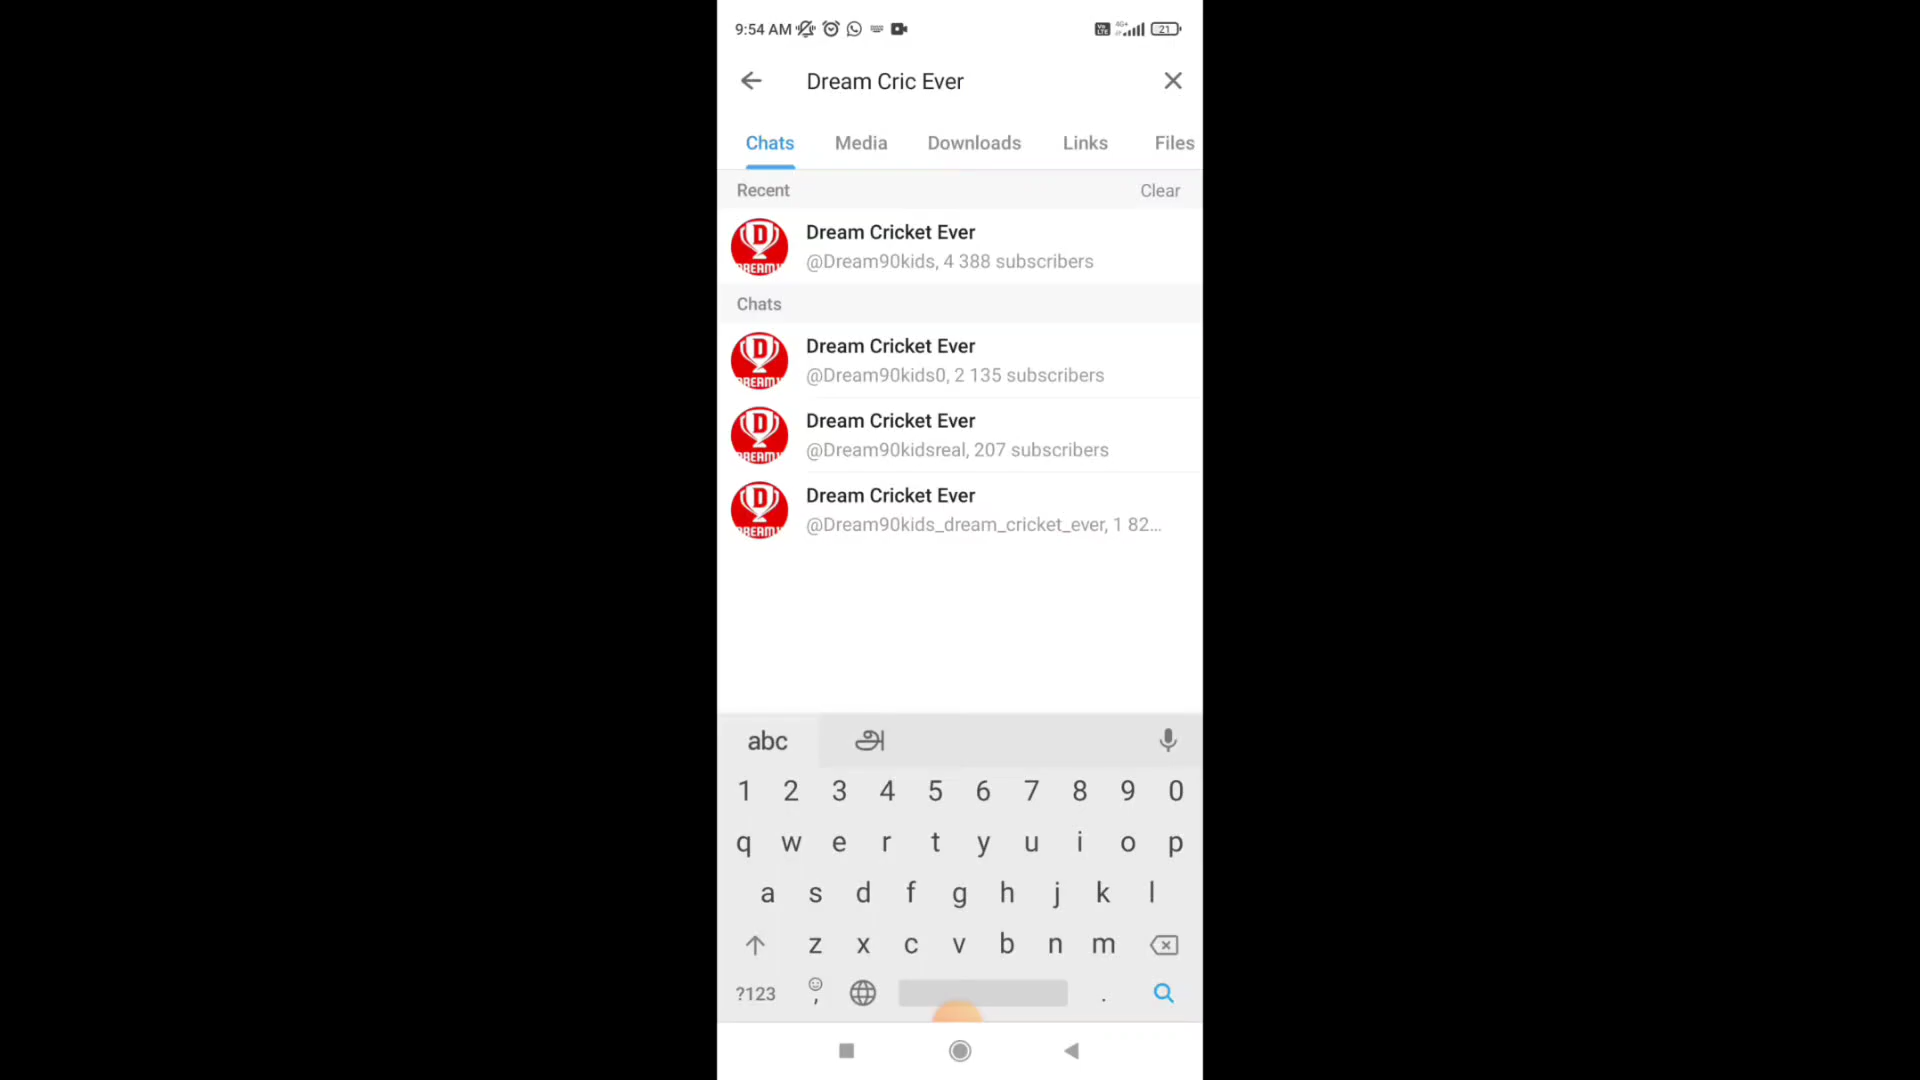 9:54 AM 4G+ 21
Dream Cric Ever
Chats Media Downloads Links Files
Recent Clear
Dream Cricket Ever
@Dream90kids, 4 388 subscribers
Chats
Dream Cricket Ever
@Dream90kids0, 2 135 subscribers
Dream Cricket Ever
@Dream90kidsreal, 207 subscribers
Dream Cricket Ever
@Dream90kids_dream_cricket_ever, 1 82...
abc அ
1 2 3 4 5 6 7 8 9 0
q w e r t y u i o p
a s d f g h j k l
z x c v b n m
?123 , .